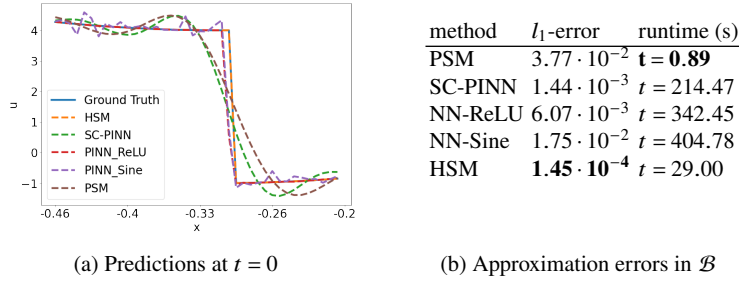 4
3
2
1
0
−1
u
Ground Truth
HSM
SC-PINN
PINN_ReLU
PINN_Sine
PSM
-0.46 -0.4 -0.33 -0.26 -0.2
x
(a) Predictions at t = 0
method l₁-error runtime (s)
PSM 3.77 · 10⁻² t = 0.89
SC-PINN 1.44 · 10⁻³ t = 214.47
NN-ReLU 6.07 · 10⁻³ t = 342.45
NN-Sine 1.75 · 10⁻² t = 404.78
HSM 1.45 · 10⁻⁴ t = 29.00
(b) Approximation errors in ℬ